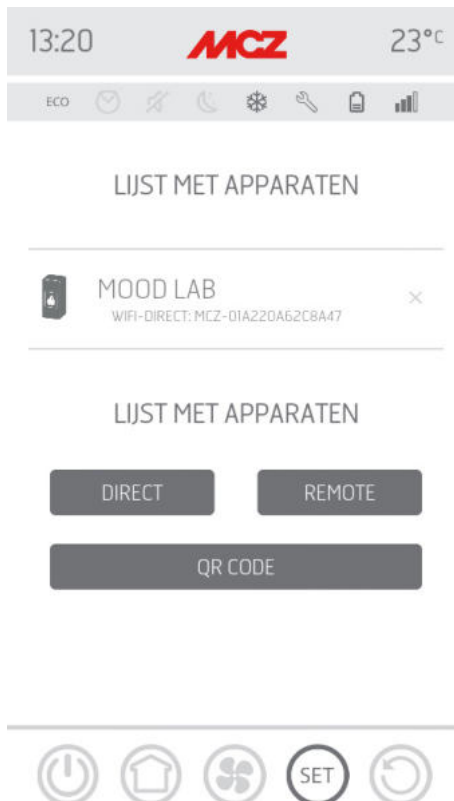 13:20 MCZ 23°C
ECO
LIJST MET APPARATEN
MOOD LAB
WIFI-DIRECT: MCZ-01A220A62C8A47
LIJST MET APPARATEN
DIRECT REMOTE
QR CODE
SET